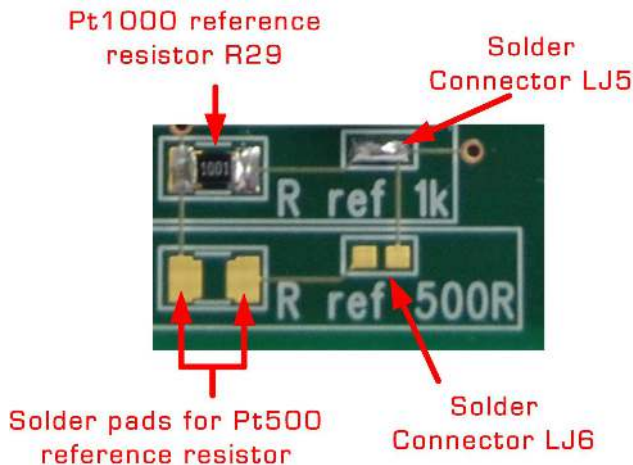 Pt1000 reference
resistor R29
Solder
Connector LJ5
1001
R ref 1k
R ref 500R
Solder pads for Pt500
reference resistor
Solder
Connector LJ6